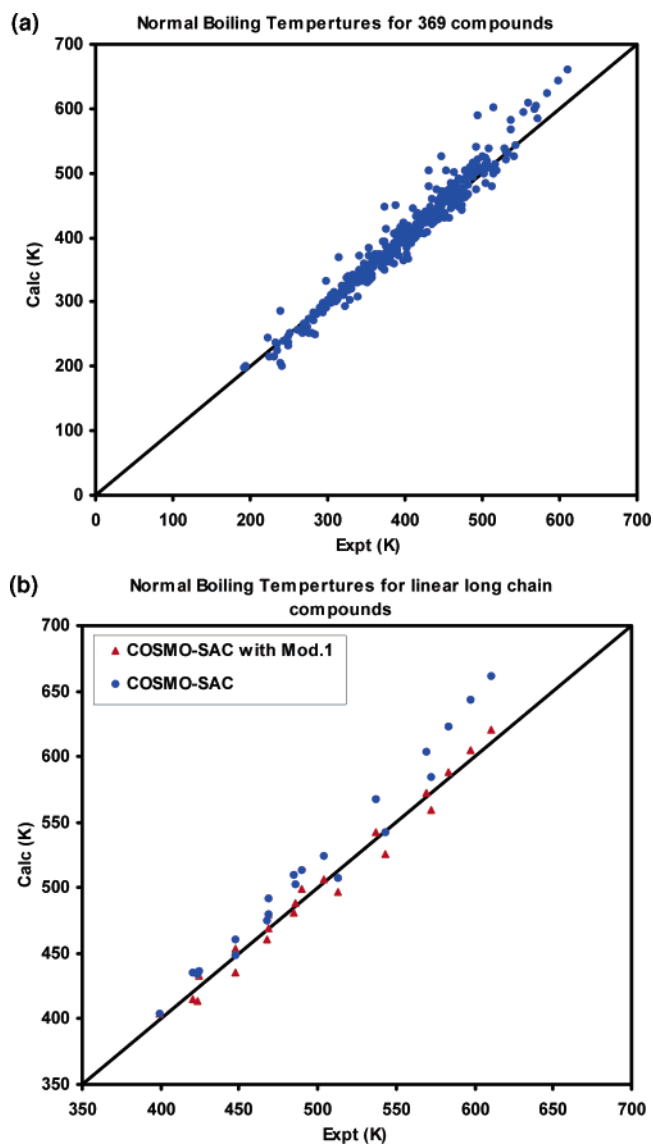 (a)
Normal Boiling Tempertures for 369 compounds
700
600
500
400
300
200
100
0
Calc (K)
0 100 200 300 400 500 600 700
Expt (K)
(b)
Normal Boiling Tempertures for linear long chain
compounds
700
650
600
550
500
450
400
350
Calc (K)
COSMO-SAC with Mod.1
COSMO-SAC
350 400 450 500 550 600 650 700
Expt (K)